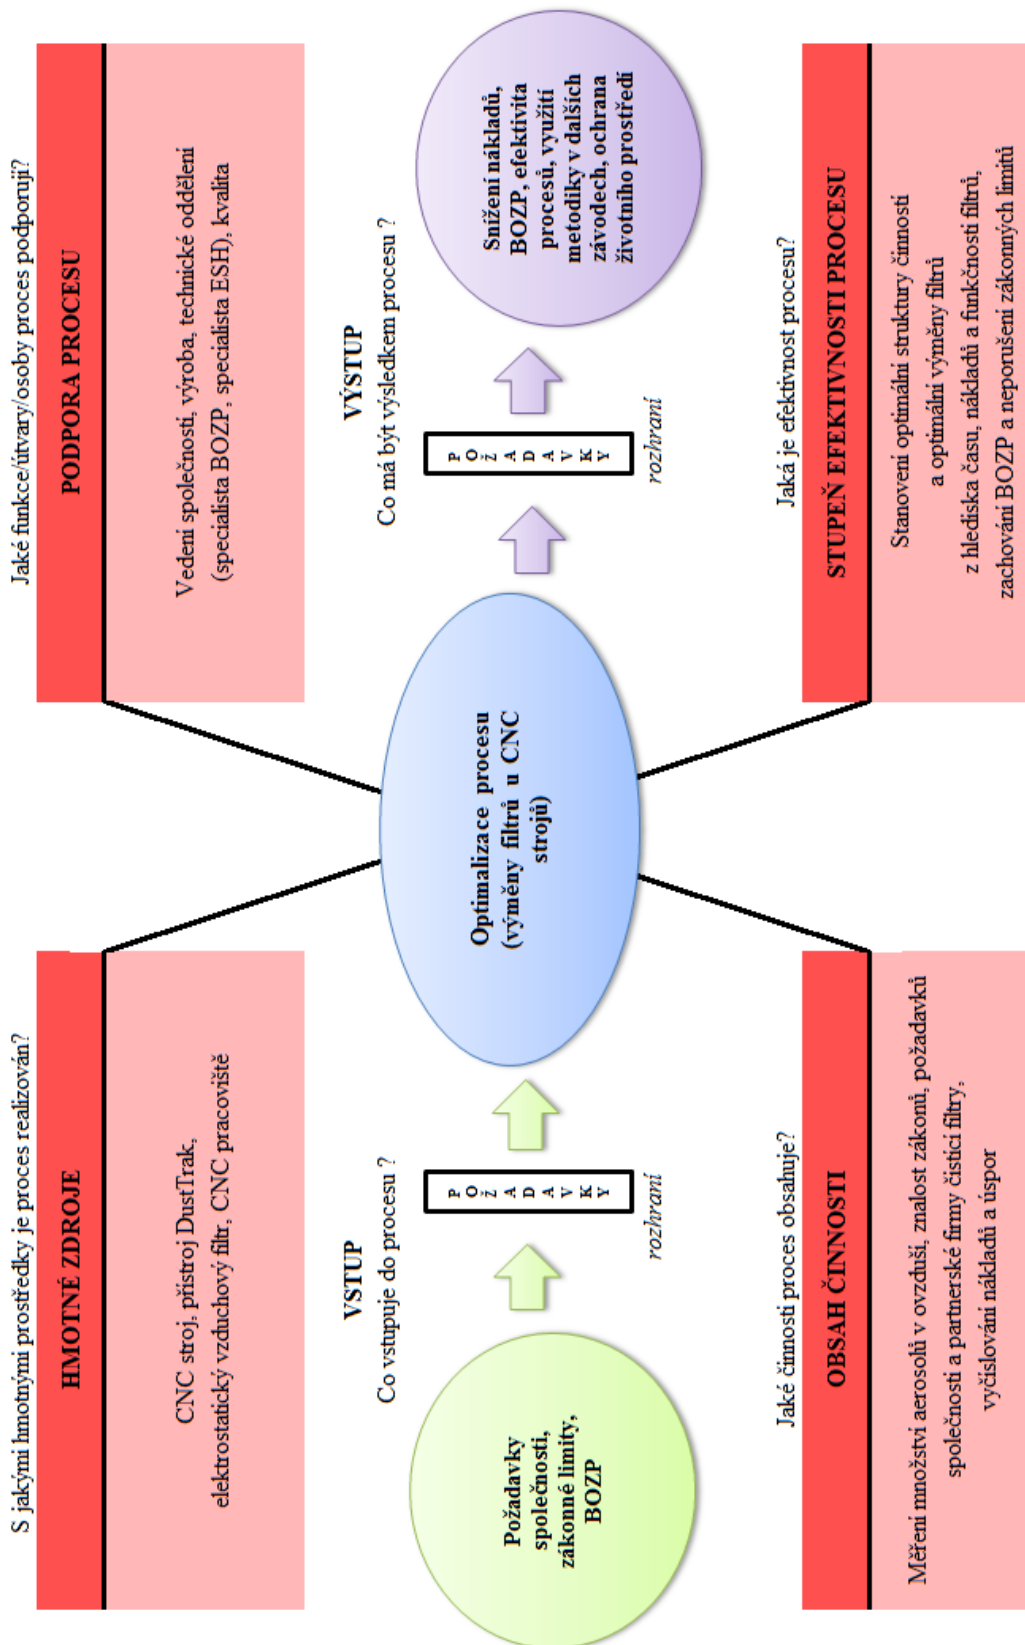 S jakými hmotnými prostředky je proces realizován?
HMOTNÉ ZDROJE
CNC stroj, přístroj DustTrak,
elektrostatický vzduchový filtr, CNC pracoviště
Jaké funkce/útvary/osoby proces podporují?
PODPORA PROCESU
Vedení společnosti, výroba, technické oddělení
(specialista BOZP, specialista ESH), kvalita
VSTUP
Co vstupuje do procesu ?
Požadavky
společnosti,
zákonné limity,
BOZP
P
O
Ž
A
D
A
V
K
Y
rozhraní
Optimalizace procesu
(výměny filtrů u CNC
strojů)
VÝSTUP
Co má být výsledkem procesu ?
P
O
Ž
A
D
A
V
K
Y
rozhraní
Snížení nákladů,
BOZP, efektivita
procesů, využití
metodiky v dalších
závodech, ochrana
životního prostředí
Jaké činnosti proces obsahuje?
OBSAH ČINNOSTI
Měření množství aerosolů v ovzduší, znalost zákonů, požadavků
společnosti a partnerské firmy čistící filtry,
vyčislování nákladů a úspor
Jaká je efektivnost procesu?
STUPEŇ EFEKTIVNOSTI PROCESU
Stanovení optimální struktury činností
a optimální výměny filtrů
z hlediska času, nákladů a funkčnosti filtrů,
zachování BOZP a neporušení zákonných limitů